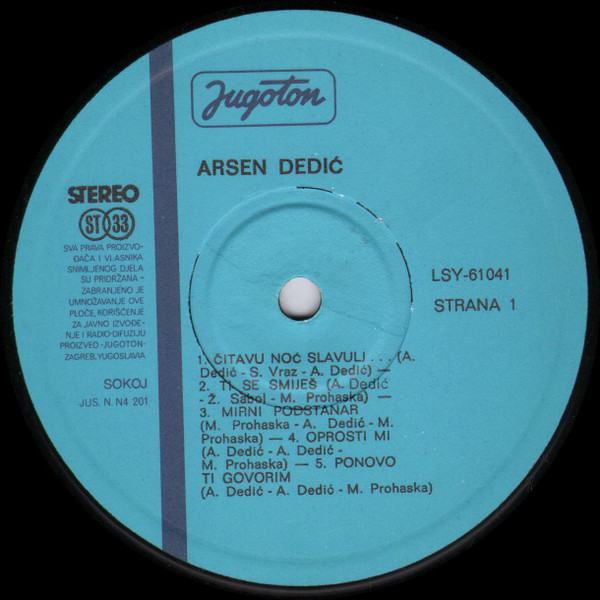 Jugoton
ARSEN DEDIĆ
STEREO
ST 33
SVA PRAVA PROIZVO-
ĐAČA I VLASNIKA
SNIMLJENOG DJELA
SU PRIDRŽANA -
ZABRANJENO JE
UMNOŽAVANJE OVE
PLOČE, KORIŠĆENJE
ZA JAVNO IZVOĐE-
NJE I RADIO-DIFUZIJU
PROIZVEO - JUGOTON -
ZAGREB, YUGOSLAVIA
SOKOJ
JUS. N. N4 201
LSY-61041
STRANA 1
1. ČITAVU NOĆ SLAVULJ . . . (A.
Dedić - S. Vraz - A. Dedić) —
2. TI SE SMIJEŠ (A. Dedić
- Ž. Sabol - M. Prohaska) —
3. MIRNI PODSTANAR
(M. Prohaska - A. Dedić - M.
Prohaska) — 4. OPROSTI MI
(A. Dedić - A. Dedić -
M. Prohaska) — 5. PONOVO
TI GOVORIM
(A. Dedić - A. Dedić - M. Prohaska)